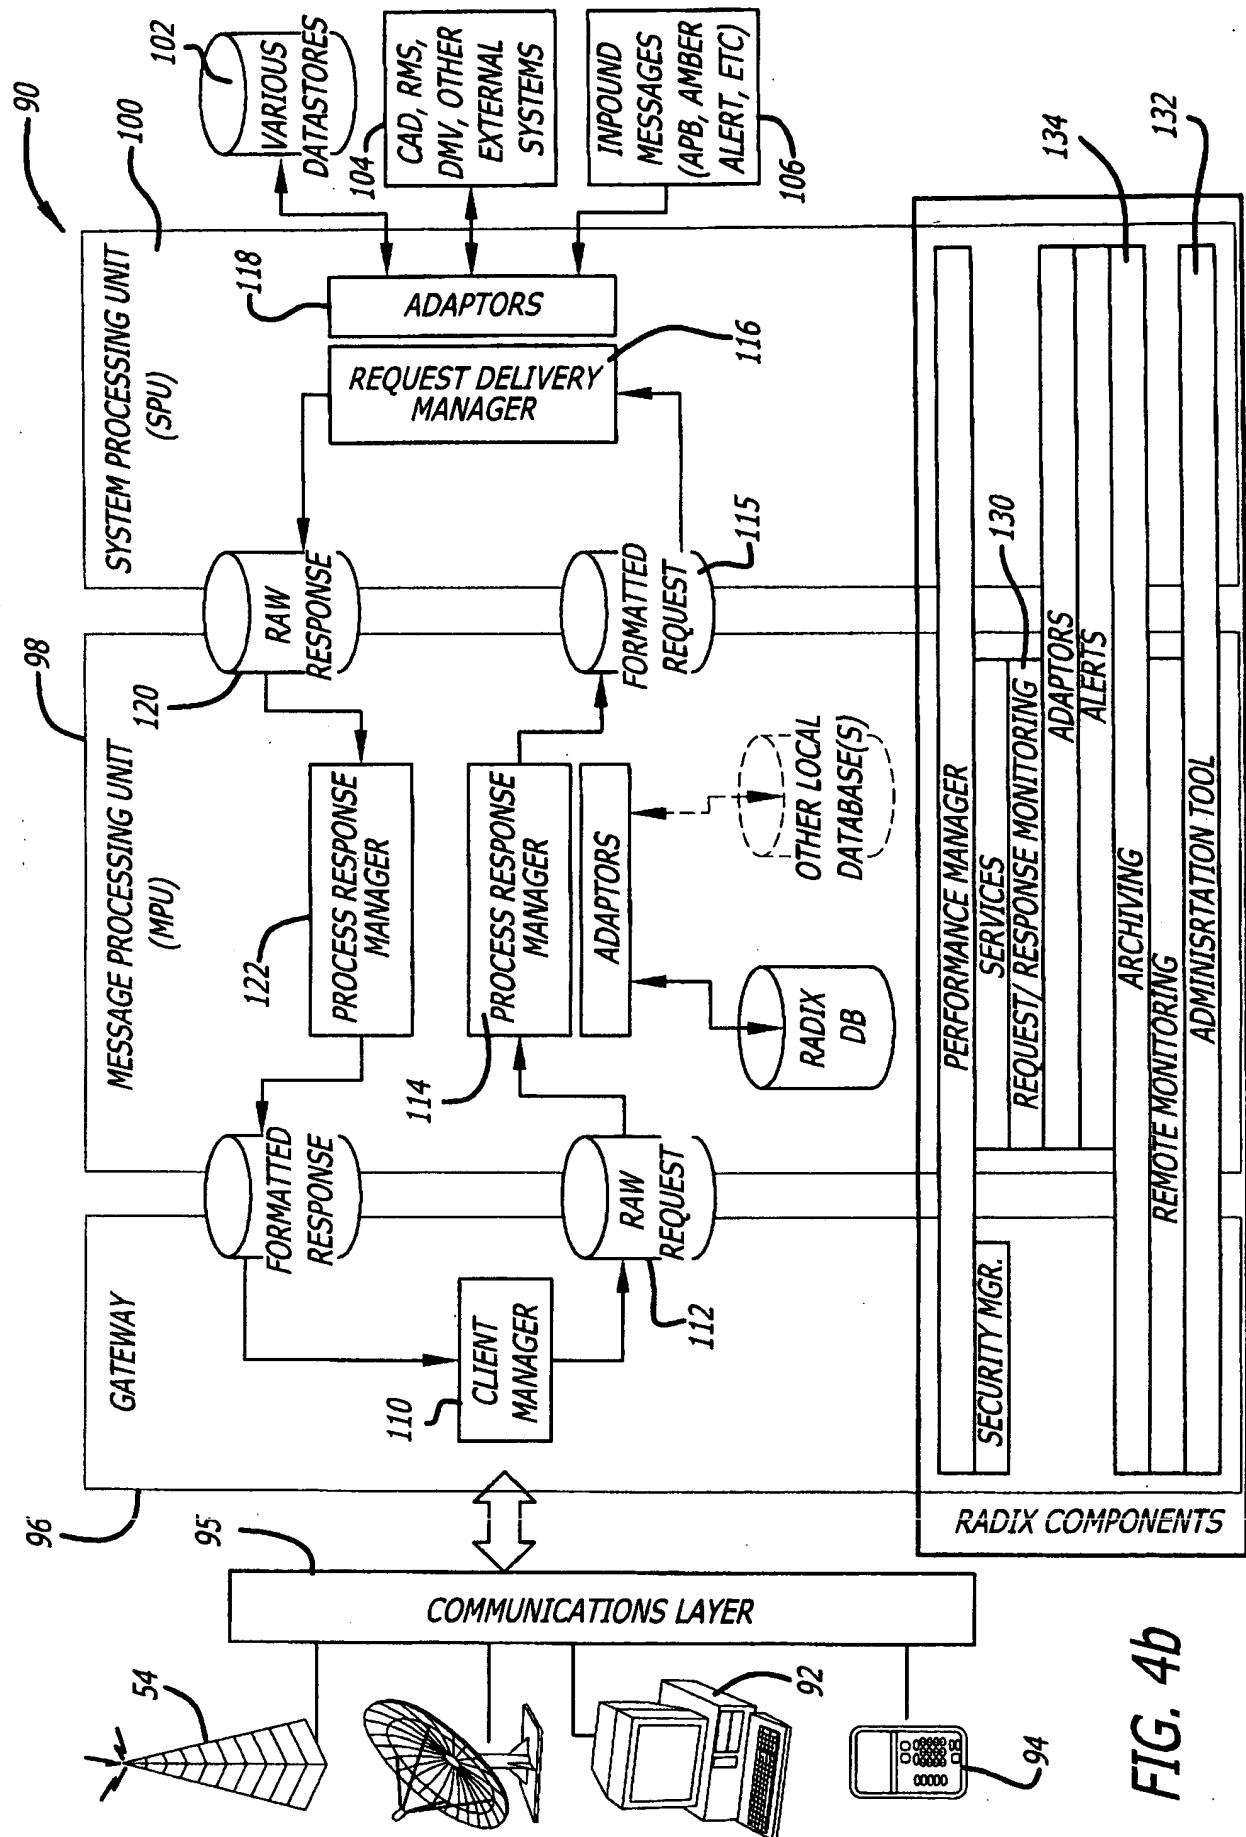 90
54
92
94
95
COMMUNICATIONS LAYER
96
GATEWAY
110
CLIENT
MANAGER
FORMATTED
RESPONSE
RAW
REQUEST
112
98
MESSAGE PROCESSING UNIT
(MPU)
122
PROCESS RESPONSE
MANAGER
114
PROCESS RESPONSE
MANAGER
ADAPTORS
RADIX
DB
OTHER LOCAL
DATABASE(S)
120
RAW
RESPONSE
FORMATTED
REQUEST
115
SYSTEM PROCESSING UNIT
(SPU)
100
118
ADAPTORS
REQUEST DELIVERY
MANAGER
116
102
VARIOUS
DATASTORES
104
CAD, RMS,
DMV, OTHER
EXTERNAL
SYSTEMS
INPOUND
MESSAGES
(APB, AMBER
ALERT, ETC)
106
RADIX COMPONENTS
PERFORMANCE MANAGER
SECURITY MGR.
SERVICES
REQUEST/ RESPONSE MONITORING
130
ADAPTORS
ALERTS
ARCHIVING
134
REMOTE MONITORING
ADMINISRTATION TOOL
132
FIG. 4b